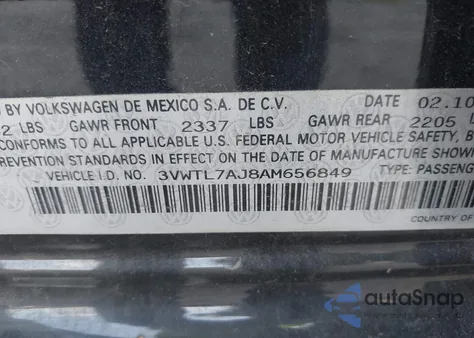 BY VOLKSWAGEN DE MEXICO S.A. DE C.V. DATE 02.10
2 LBS GAWR FRONT 2337 LBS GAWR REAR 2205
CONFORMS TO ALL APPLICABLE U.S. FEDERAL MOTOR VEHICLE SAFETY, B
PREVENTION STANDARDS IN EFFECT ON THE DATE OF MANUFACTURE
VEHICLE I.D. NO. 3VWTL7AJ8AM656849 TYPE: PASSENG
COUNTRY OF
autoSnap